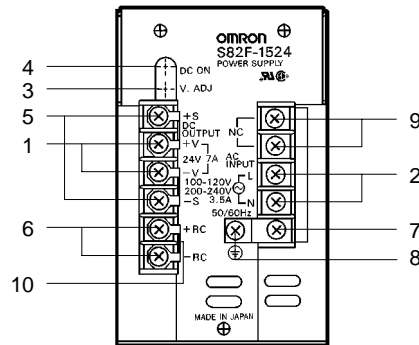 OMRON
S82F-1524
POWER SUPPLY
4
DC ON
3
V. ADJ
5
+S
DC
OUTPUT
NC
9
1
+V
24V 7A
AC
INPUT
−V
L
2
100-120V
200-240V
−S
3.5A
N
50/60Hz
6
+RC
7
−RC
8
10
MADE IN JAPAN